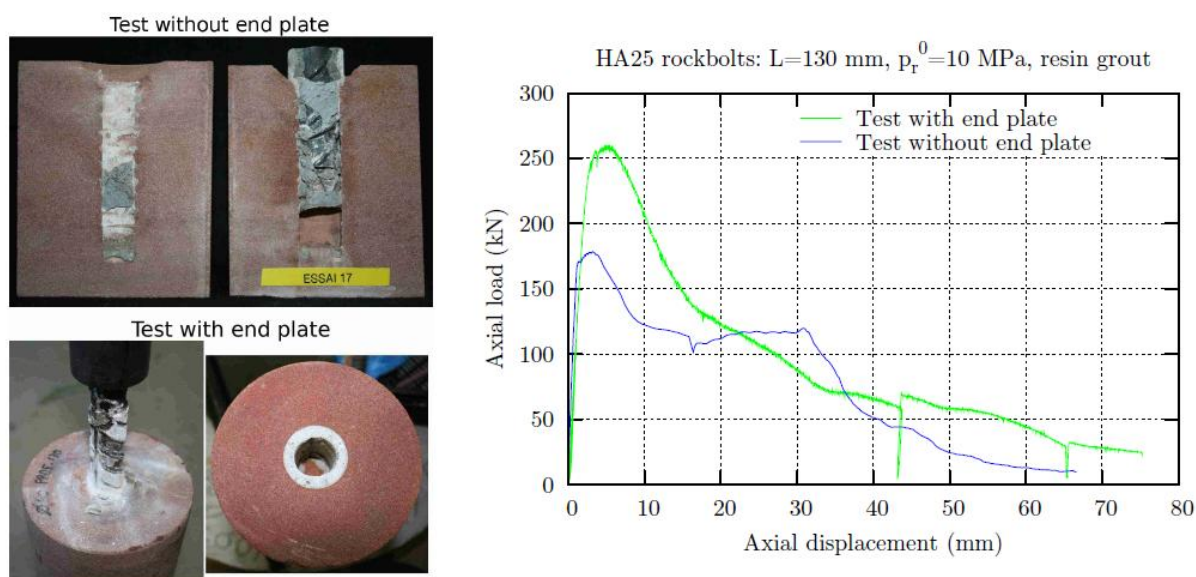 Test without end plate
ESSAI 17
Test with end plate
HA25 rockbolts: L=130 mm, p_r^0=10 MPa, resin grout
Test with end plate
Test without end plate
Axial load (kN)
300
250
200
150
100
50
0
0 10 20 30 40 50 60 70 80
Axial displacement (mm)